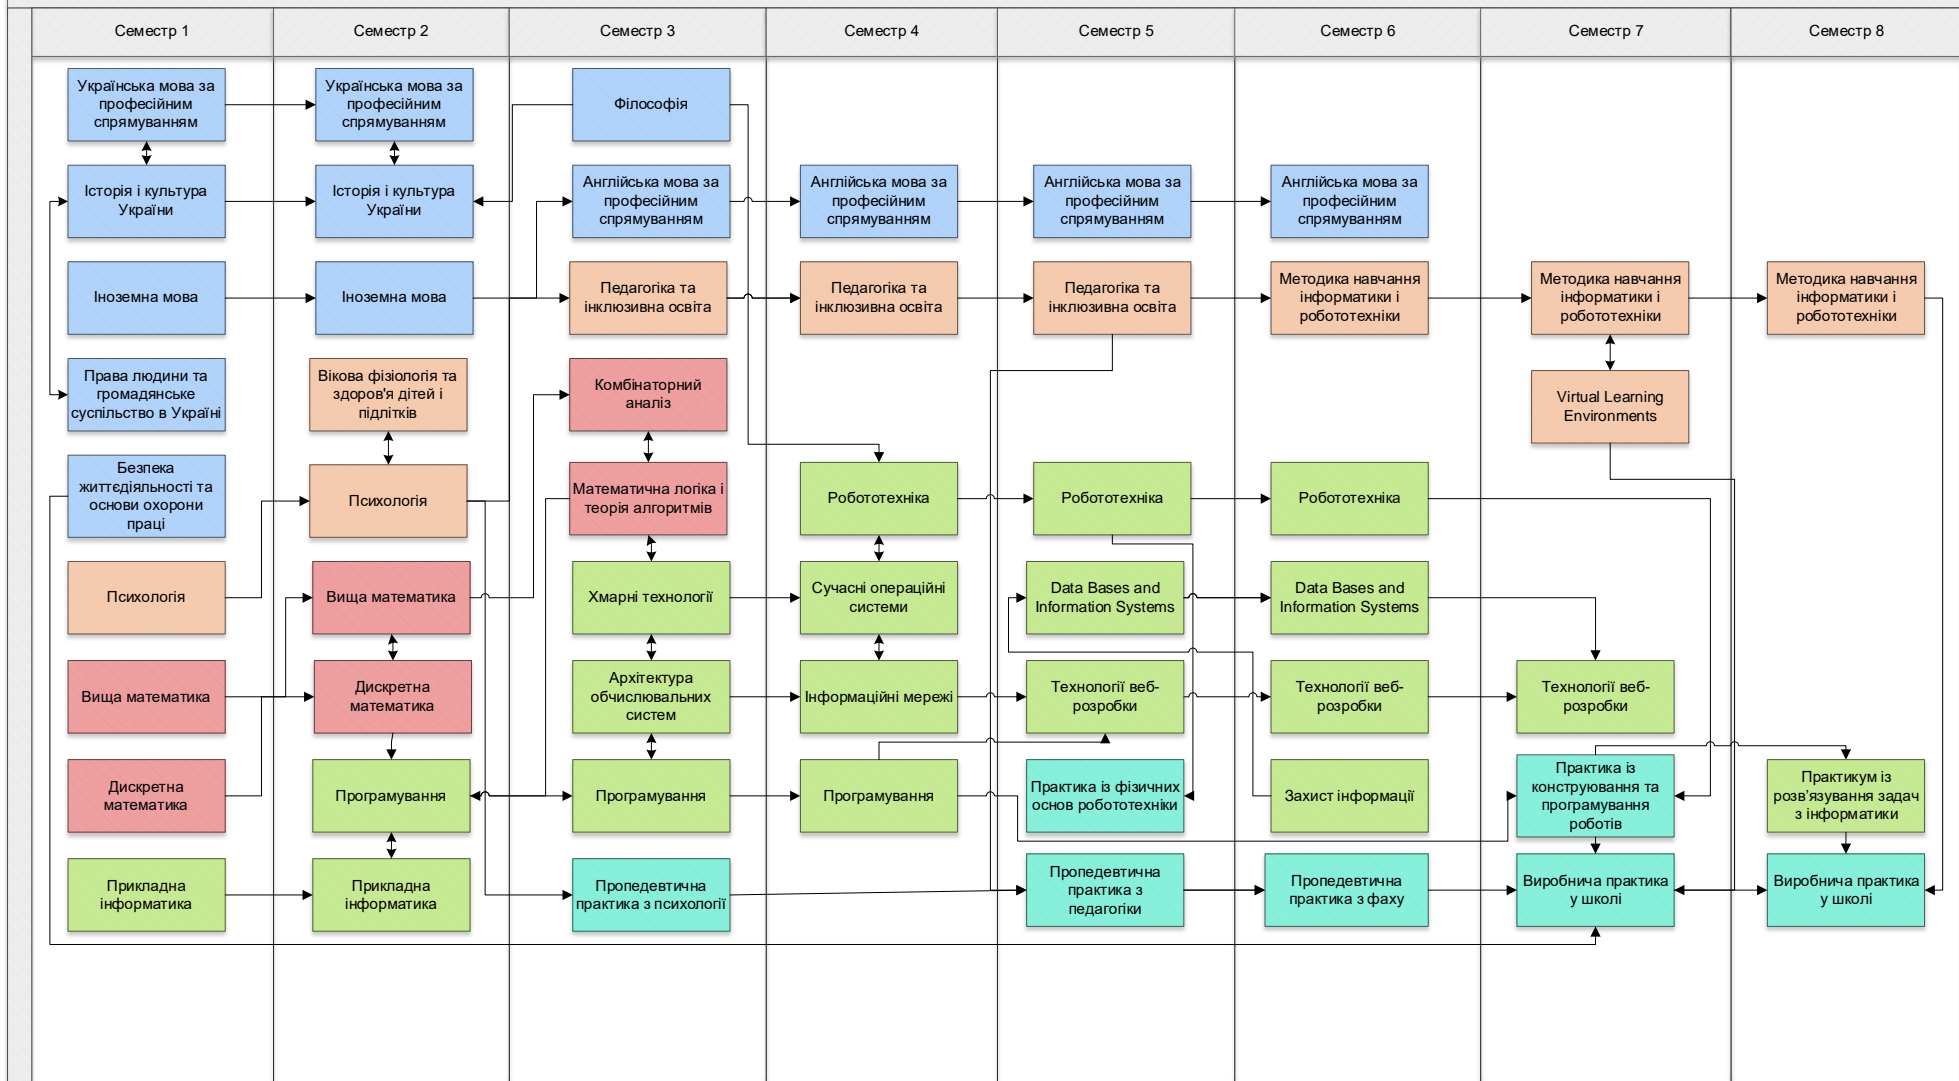 Семестр 1
Семестр 2
Семестр 3
Семестр 4
Семестр 5
Семестр 6
Семестр 7
Семестр 8
Українська мова за
професійним
спрямуванням
Історія і культура
України
Іноземна мова
Права людини та
громадянське
суспільство в Україні
Безпека
життєдіяльності та
основи охорони
праці
Психологія
Вища математика
Дискретна
математика
Прикладна
інформатика
Українська мова за
професійним
спрямуванням
Історія і культура
України
Іноземна мова
Вікова фізіологія та
здоров'я дітей і
підлітків
Психологія
Вища математика
Дискретна
математика
Програмування
Прикладна
інформатика
Філософія
Англійська мова за
професійним
спрямуванням
Педагогіка та
інклюзивна освіта
Комбінаторний
аналіз
Математична логіка і
теорія алгоритмів
Хмарні технології
Архітектура
обчислювальних
систем
Програмування
Пропедевтична
практика з психології
Англійська мова за
професійним
спрямуванням
Педагогіка та
інклюзивна освіта
Робототехніка
Сучасні операційні
системи
Інформаційні мережі
Програмування
Англійська мова за
професійним
спрямуванням
Педагогіка та
інклюзивна освіта
Робототехніка
Data Bases and
Information Systems
Технології веб-
розробки
Практика із фізичних
основ робототехніки
Пропедевтична
практика з
педагогіки
Англійська мова за
професійним
спрямуванням
Методика навчання
інформатики і
робототехніки
Робототехніка
Data Bases and
Information Systems
Технології веб-
розробки
Захист інформації
Пропедевтична
практика з фаху
Методика навчання
інформатики і
робототехніки
Virtual Learning
Environments
Технології веб-
розробки
Практика із
конструювання та
програмування
роботів
Виробнича практика
у школі
Методика навчання
інформатики і
робототехніки
Практикум із
розв'язування задач
з інформатики
Виробнича практика
у школі